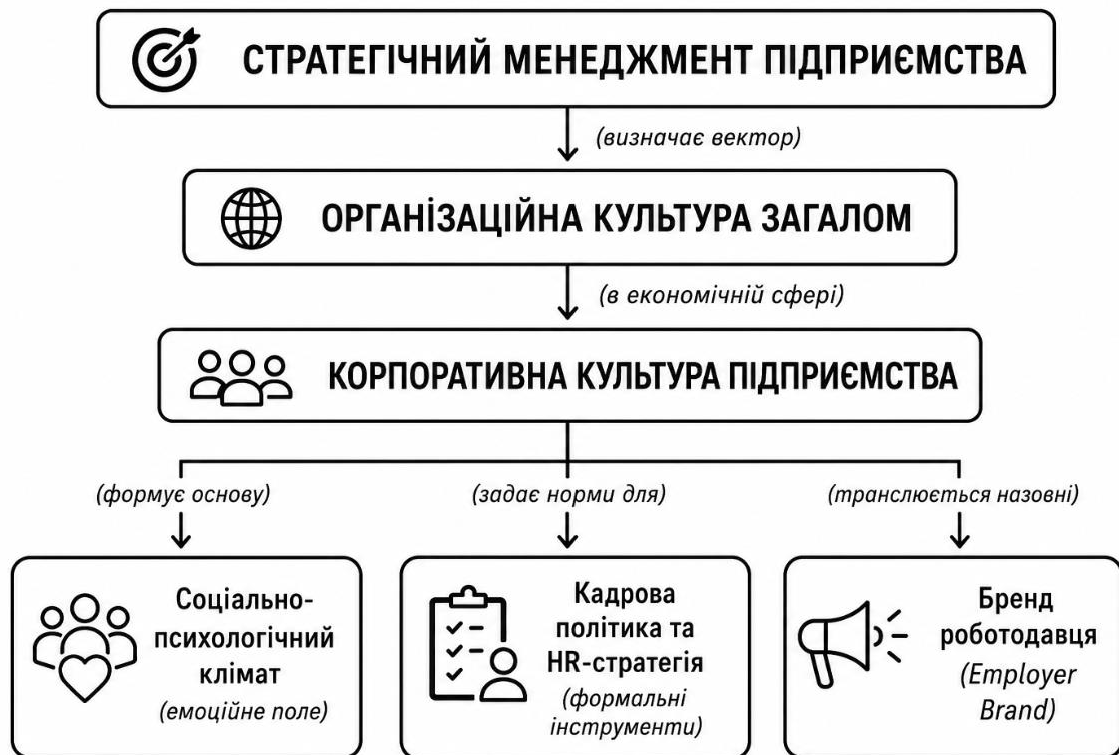 СТРАТЕГІЧНИЙ МЕНЕДЖМЕНТ ПІДПРИЄМСТВА
(визначає вектор)
ОРГАНІЗАЦІЙНА КУЛЬТУРА ЗАГАЛОМ
(в економічній сфері)
КОРПОРАТИВНА КУЛЬТУРА ПІДПРИЄМСТВА
(формує основу)
(задає норми для)
(транслюється назовні)
Соціально-
психологічний
клімат
(емоційне поле)
Кадрова
політика та
HR-стратегія
(формальні
інструменти)
Бренд
роботодавця
(Employer
Brand)